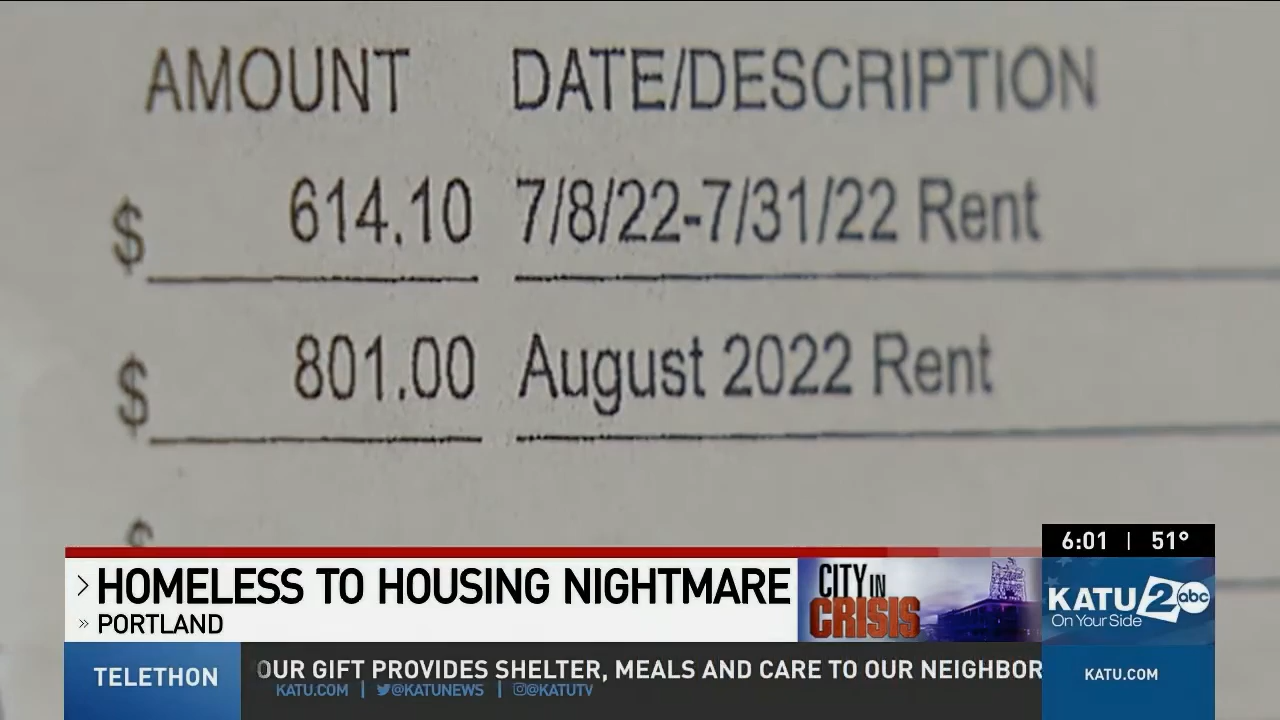 AMOUNT DATE/DESCRIPTION
$ 614.10 7/8/22-7/31/22 Rent
$ 801.00 August 2022 Rent
$
6:01 | 51°
> HOMELESS TO HOUSING NIGHTMARE
» PORTLAND
CITY IN
CRISIS
KATU 2 abc
On Your Side
TELETHON
OUR GIFT PROVIDES SHELTER, MEALS AND CARE TO OUR NEIGHBOR
KATU.COM | @KATUNEWS | @KATUTV
KATU.COM